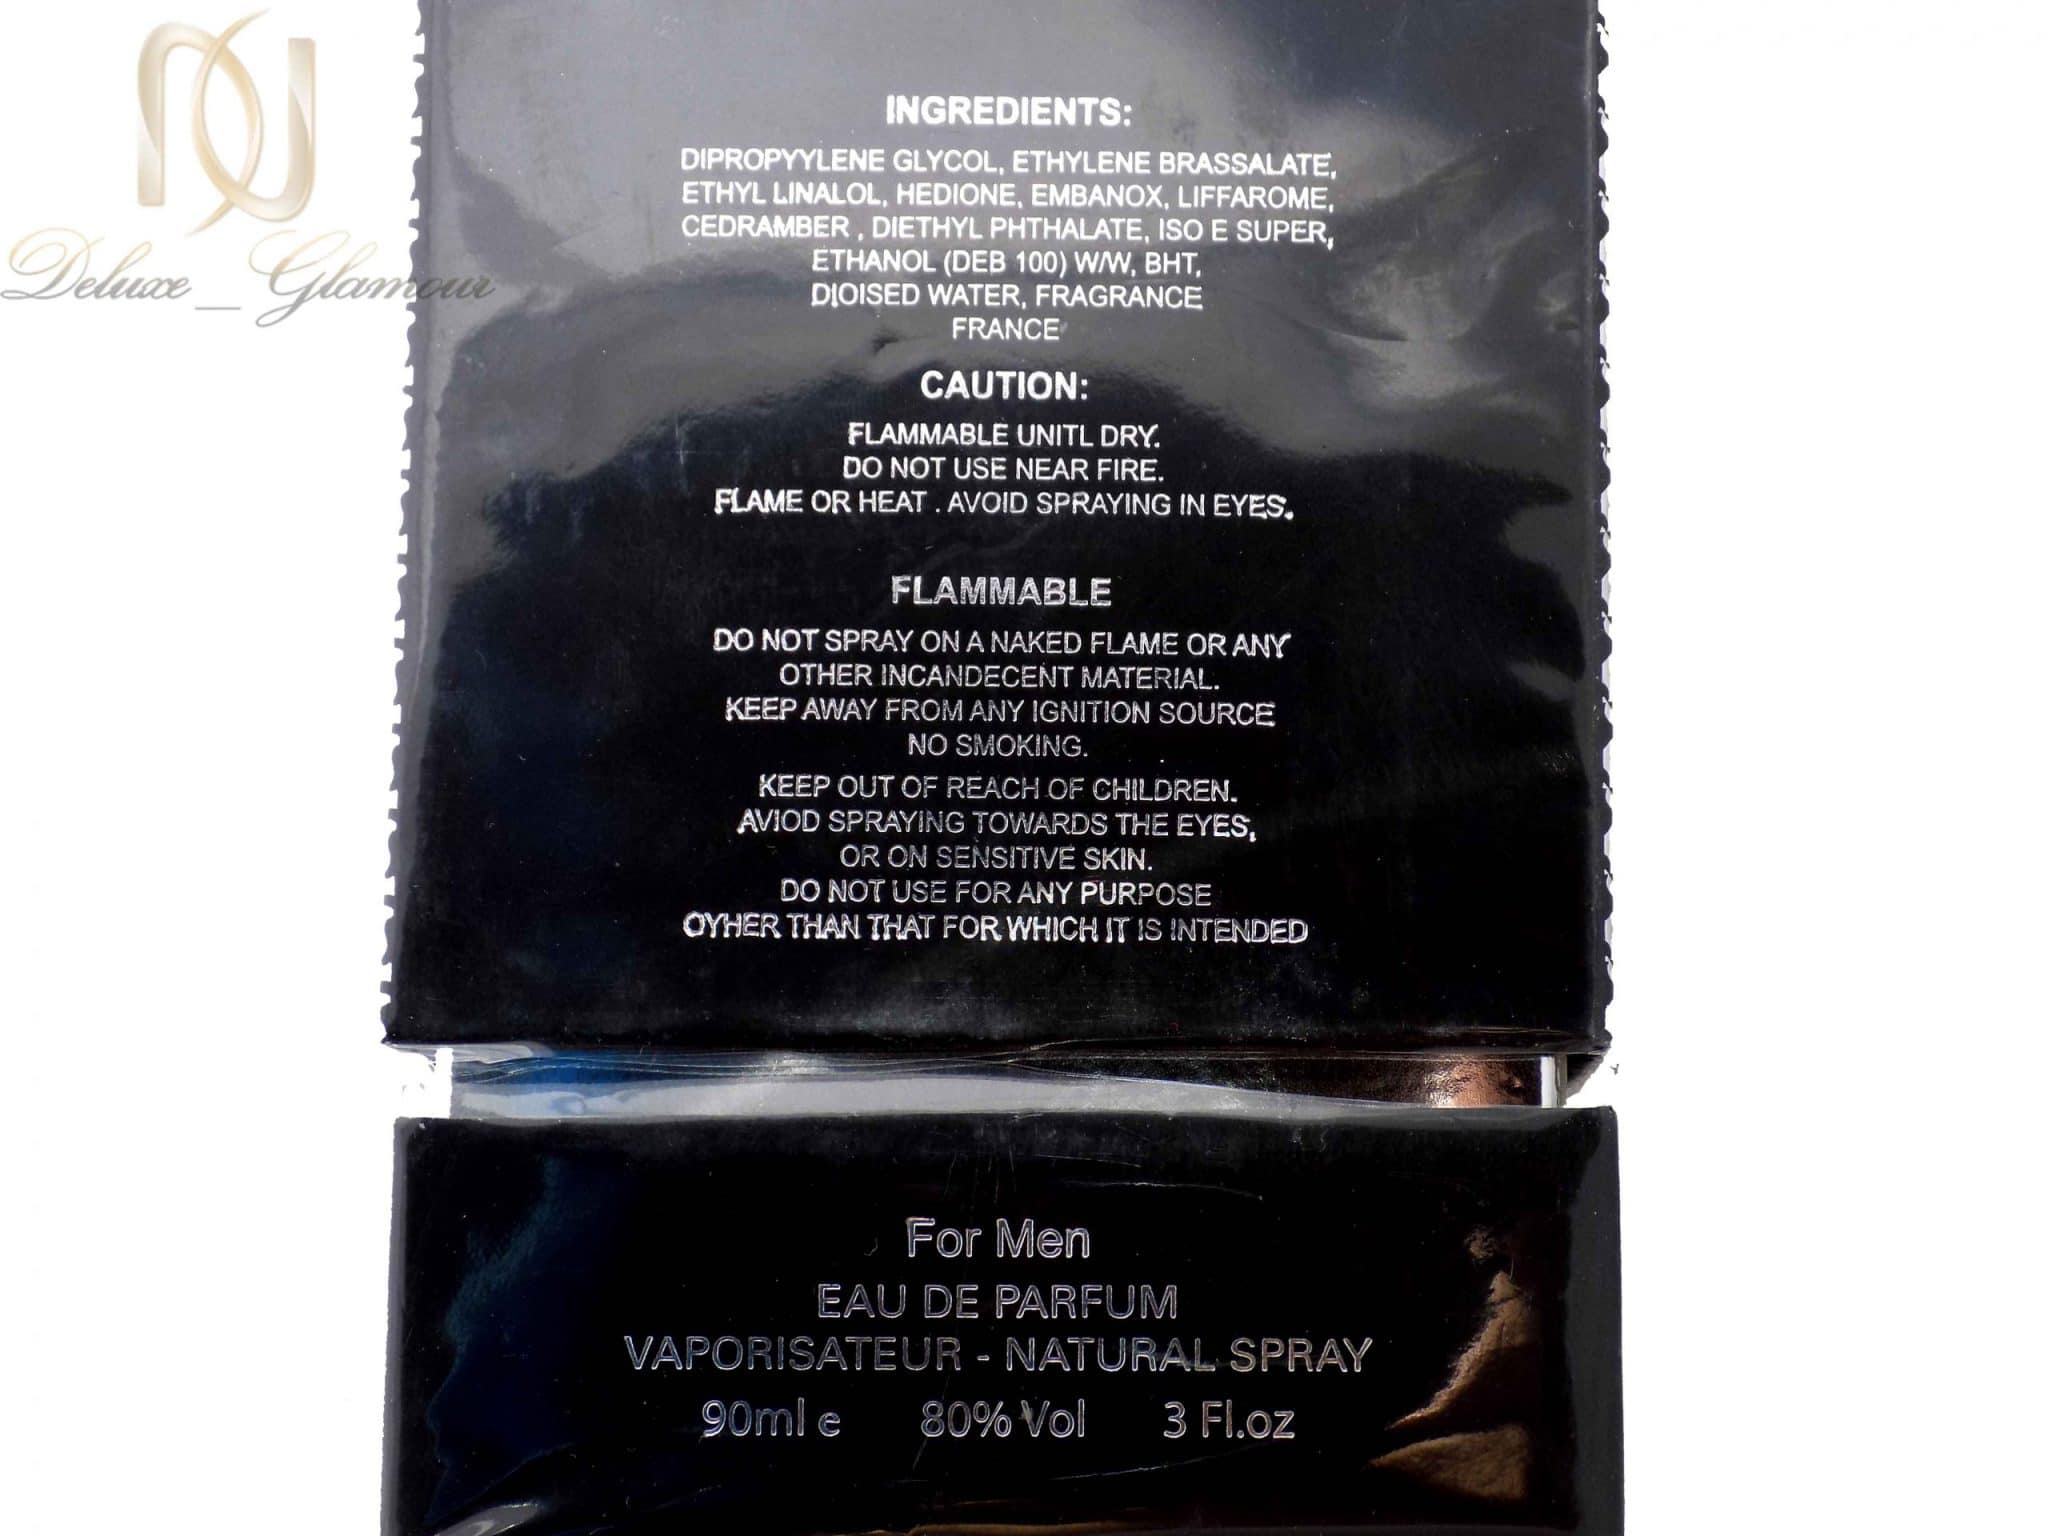 Deluxe_Glamour
INGREDIENTS:
DIPROPYYLENE GLYCOL, ETHYLENE BRASSALATE,
ETHYL LINALOL, HEDIONE, EMBANOX, LIFFAROME,
CEDRAMBER , DIETHYL PHTHALATE, ISO E SUPER,
ETHANOL (DEB 100) W/W, BHT,
DIOISED WATER, FRAGRANCE
FRANCE
CAUTION:
FLAMMABLE UNITL DRY.
DO NOT USE NEAR FIRE.
FLAME OR HEAT . AVOID SPRAYING IN EYES.
FLAMMABLE
DO NOT SPRAY ON A NAKED FLAME OR ANY
OTHER INCANDECENT MATERIAL.
KEEP AWAY FROM ANY IGNITION SOURCE
NO SMOKING.
KEEP OUT OF REACH OF CHILDREN.
AVIOD SPRAYING TOWARDS THE EYES,
OR ON SENSITIVE SKIN.
DO NOT USE FOR ANY PURPOSE
OYHER THAN THAT FOR WHICH IT IS INTENDED
For Men
EAU DE PARFUM
VAPORISATEUR - NATURAL SPRAY
90ml e 80% Vol 3 Fl.oz